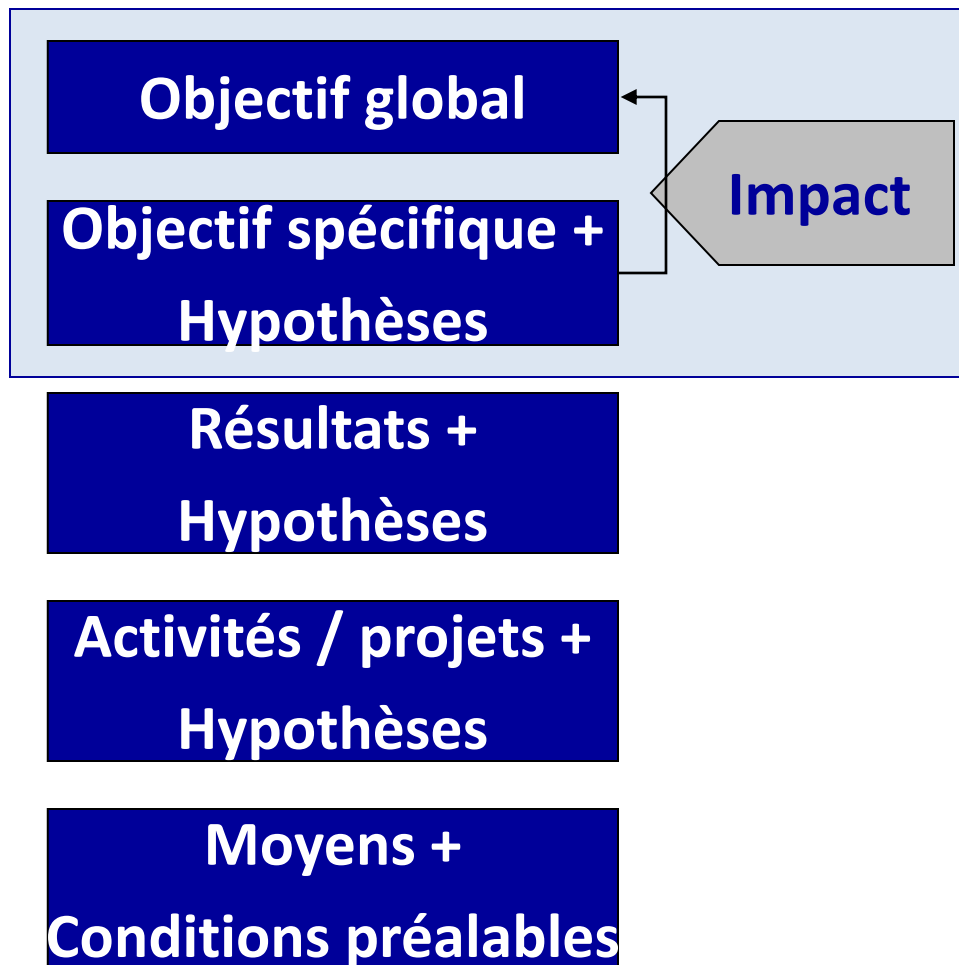 Objectif global
Impact
Objectif spécifique +
Hypothèses
Résultats +
Hypothèses
Activités / projets +
Hypothèses
Moyens +
Conditions préalables